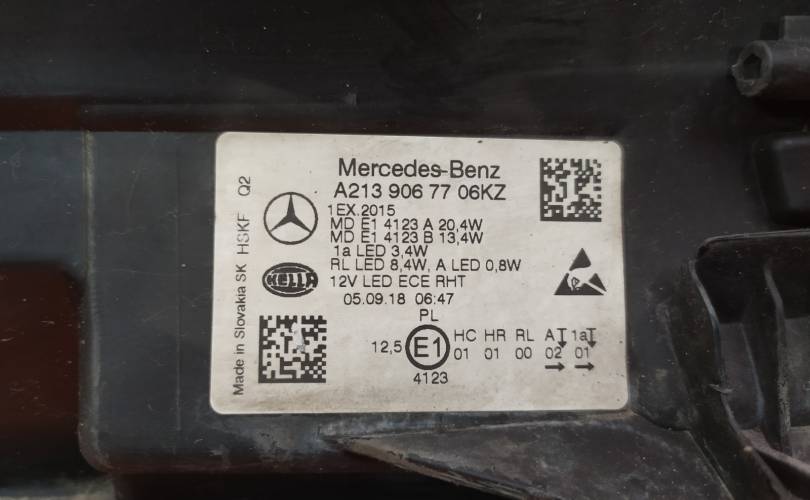 Mercedes-Benz
A213 906 77 06KZ
1EX.2015
MD E1 4123 A 20,4W
MD E1 4123 B 13,4W
1a LED 3,4W
RL LED 8,4W, A LED 0,8W
12V LED ECE RHT
05.09.18 06:47
HELLA
PL
12,5 E1 HC HR RL A 1a
01 01 00 02 01
4123
Made in Slovakia SK HSKF Q2